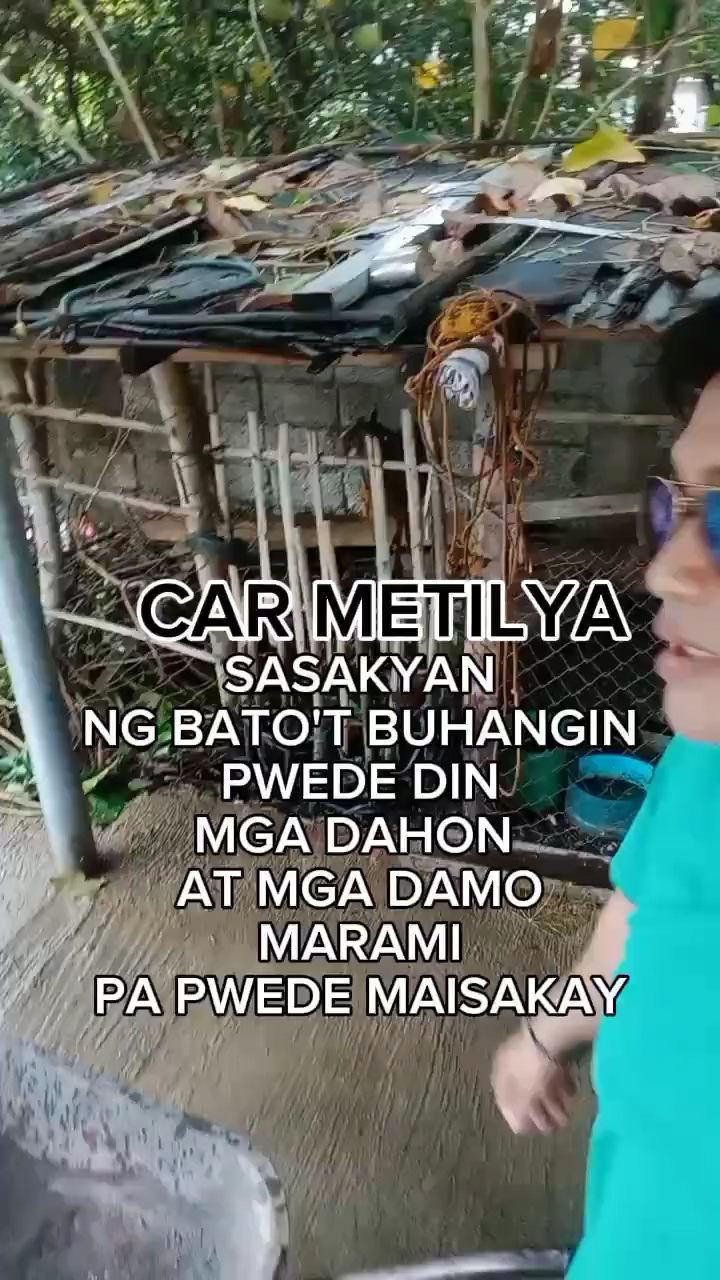 CAR METILYA
SASAKYAN
NG BATO'T BUHANGIN
PWEDE DIN
MGA DAHON
AT MGA DAMO
MARAMI
PA PWEDE MAISAKAY